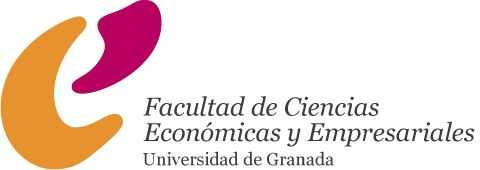 Facultad de Ciencias
Económicas y Empresariales
Universidad de Granada